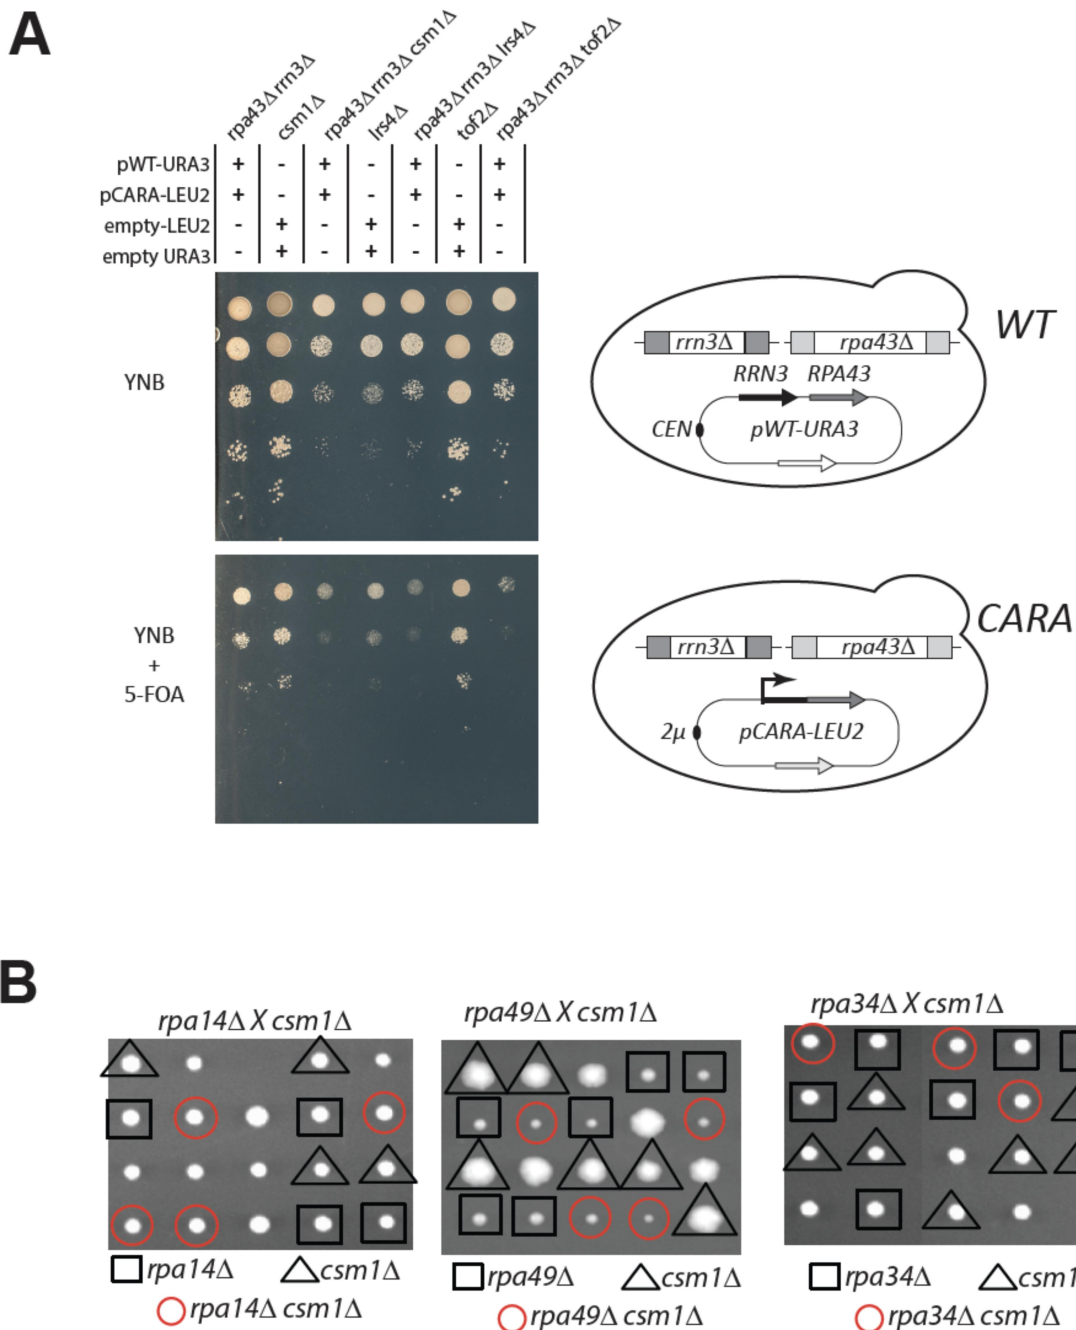 A
rpa43Δ rrn3Δ
csm1Δ
rpa43Δ rrn3Δ csm1Δ
lrs4Δ
rpa43Δ rrn3Δ lrs4Δ
tof2Δ
rpa43Δ rrn3Δ tof2Δ
pWT-URA3 + - + - + - +
pCARA-LEU2 + - + - + - +
empty-LEU2 - + - + - + -
empty URA3 - + - + - + -
YNB
YNB
+
5-FOA
WT
rrn3Δ rpa43Δ
RRN3 RPA43
CEN pWT-URA3
CARA
rrn3Δ rpa43Δ
2μ pCARA-LEU2
B
rpa14Δ X csm1Δ
rpa49Δ X csm1Δ
rpa34Δ X csm1Δ
rpa14Δ csm1Δ
rpa14Δ csm1Δ
rpa49Δ csm1Δ
rpa49Δ csm1Δ
rpa34Δ csm1
rpa34Δ csm1Δ